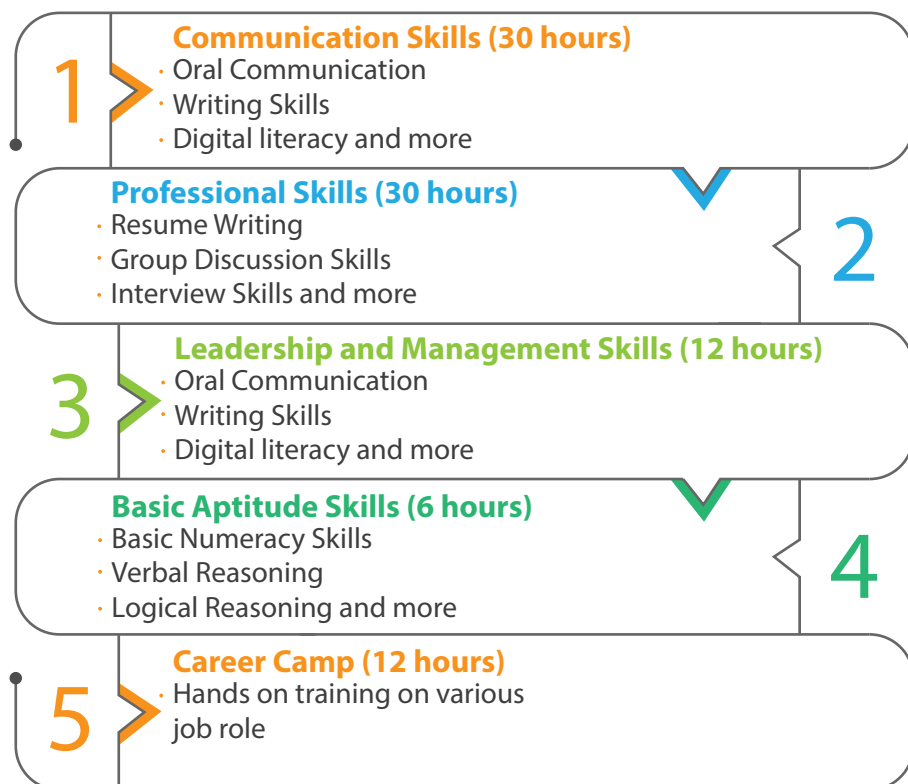 1
Communication Skills (30 hours)
· Oral Communication
· Writing Skills
· Digital literacy and more
Professional Skills (30 hours)
· Resume Writing
· Group Discussion Skills
· Interview Skills and more
2
3
Leadership and Management Skills (12 hours)
· Oral Communication
· Writing Skills
· Digital literacy and more
Basic Aptitude Skills (6 hours)
· Basic Numeracy Skills
· Verbal Reasoning
· Logical Reasoning and more
4
5
Career Camp (12 hours)
· Hands on training on various
job role